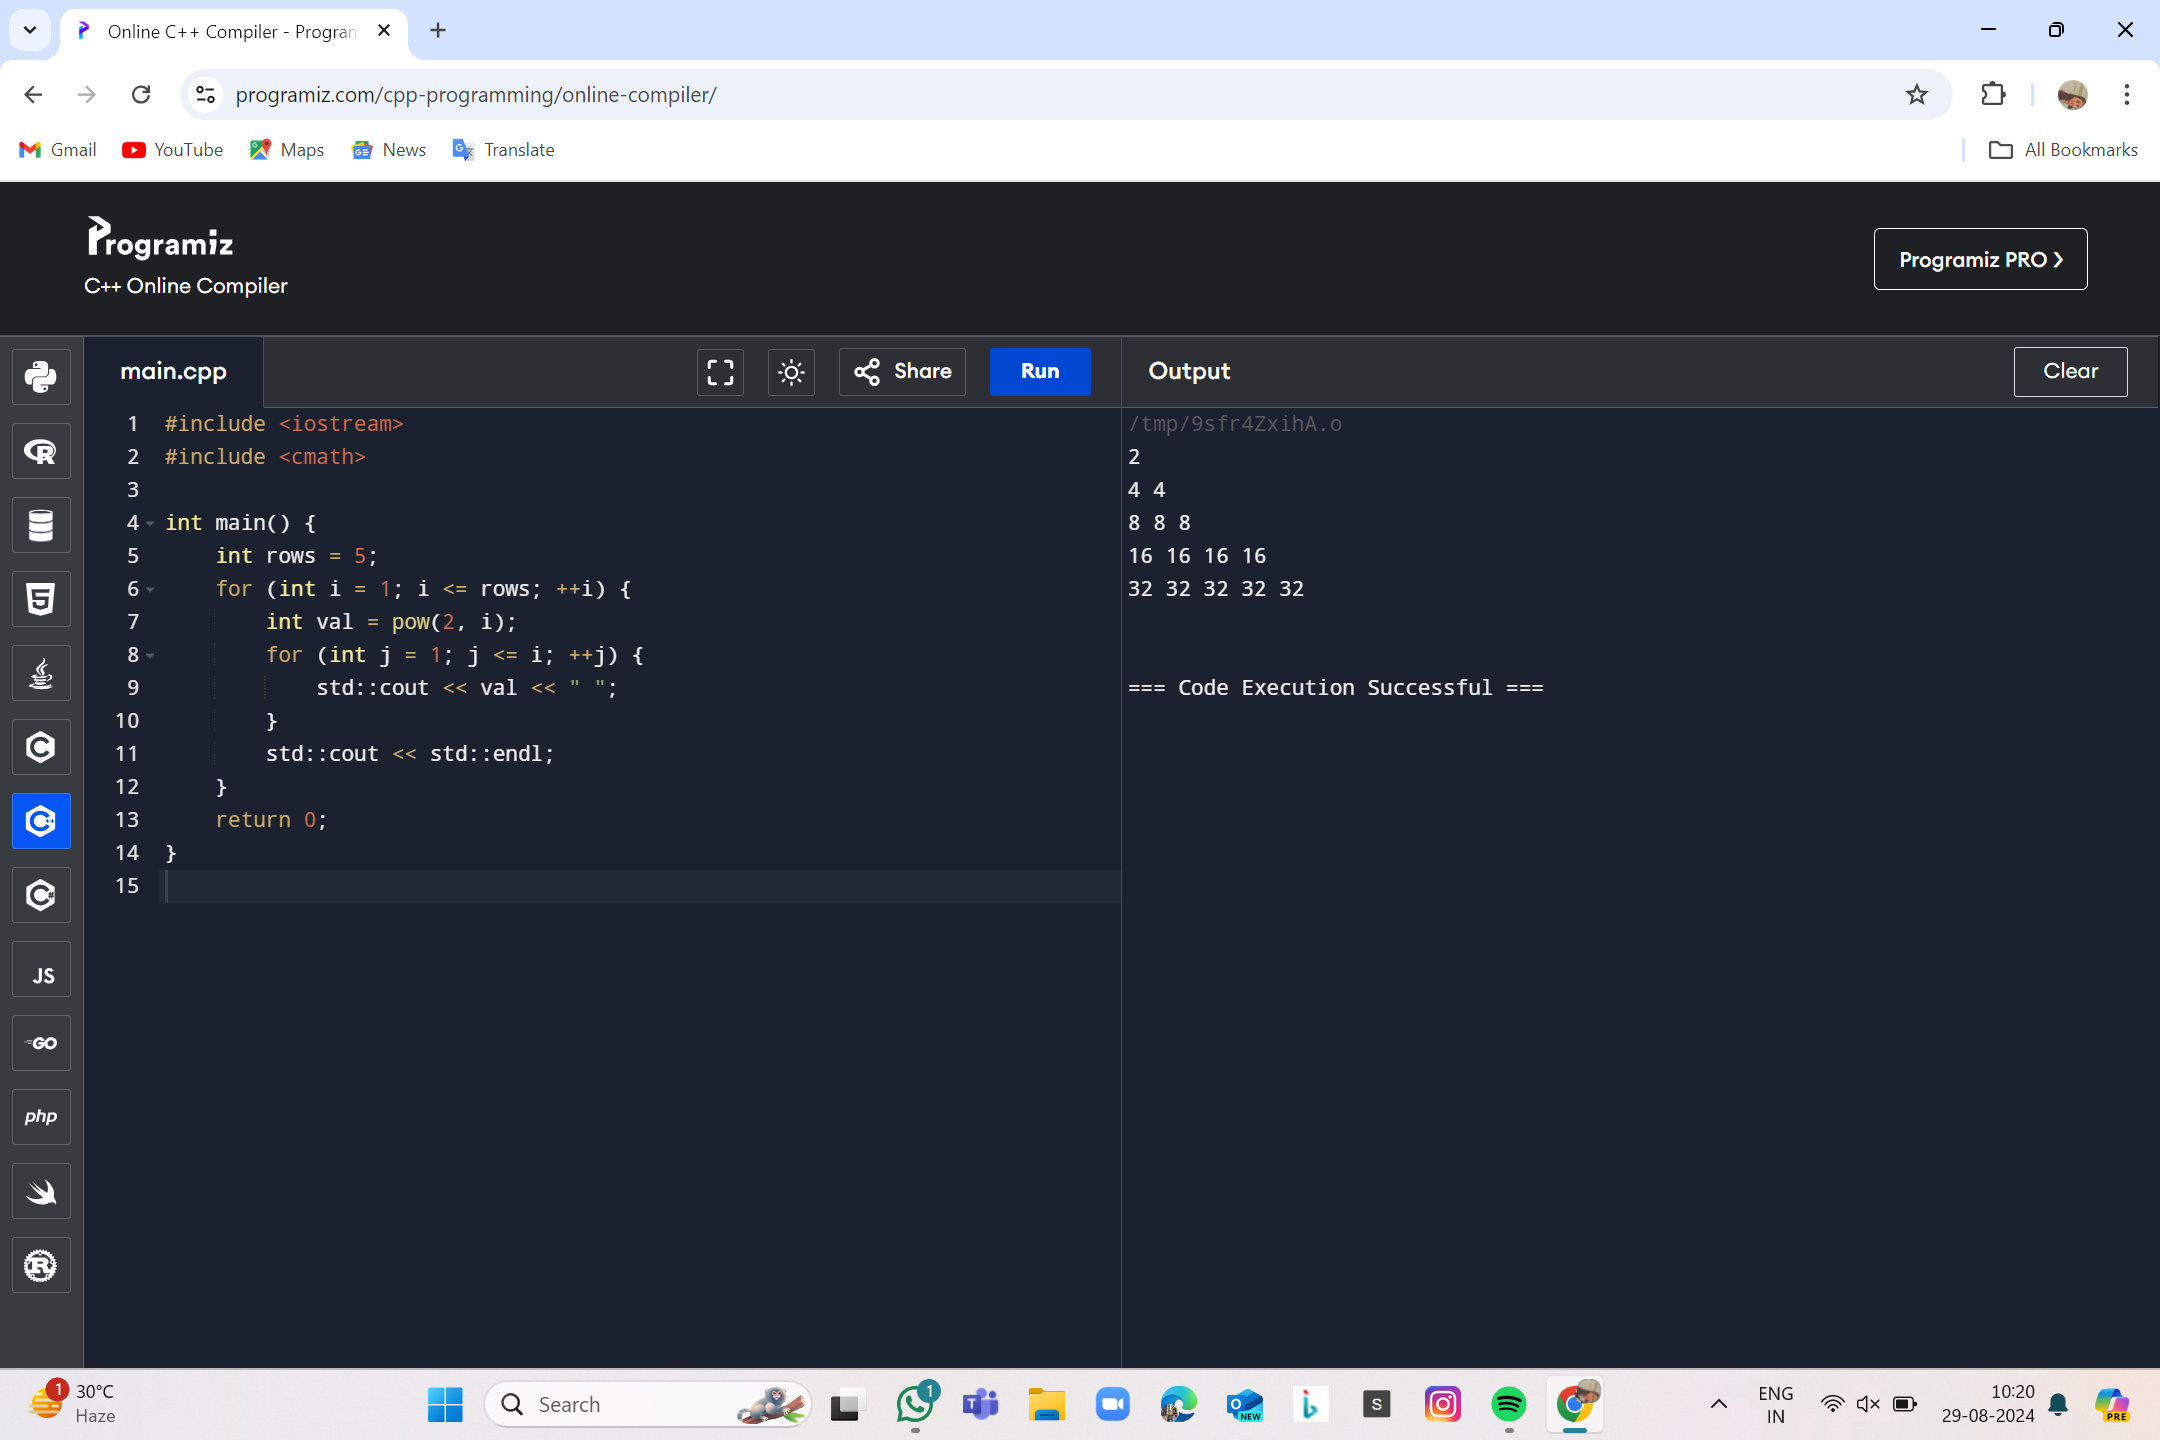 Online C++ Compiler - Program
programiz.com/cpp-programming/online-compiler/
Gmail YouTube Maps News Translate All Bookmarks
Programiz
C++ Online Compiler
Programiz PRO ❯
main.cpp Share Run Output Clear
1 #include <iostream>
2 #include <cmath>
3
4 int main() {
5     int rows = 5;
6     for (int i = 1; i <= rows; ++i) {
7         int val = pow(2, i);
8         for (int j = 1; j <= i; ++j) {
9             std::cout << val << " ";
10         }
11         std::cout << std::endl;
12     }
13     return 0;
14 }
15
/tmp/9sfr4ZxihA.o
2
4 4
8 8 8
16 16 16 16
32 32 32 32 32
=== Code Execution Successful ===
JS
GO
php
1
30°C
Haze
Search
1
NEW
S
ENG
IN
10:20
29-08-2024
PRE